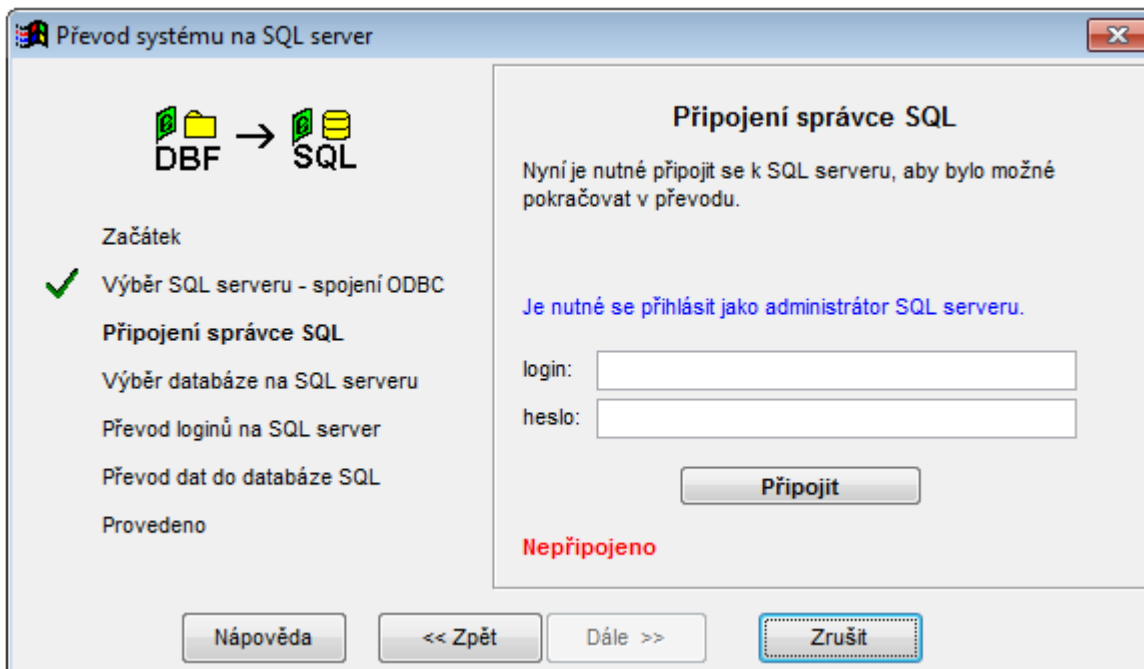 Převod systému na SQL server
DBF → SQL
Začátek
Výběr SQL serveru - spojení ODBC
Připojení správce SQL
Výběr databáze na SQL serveru
Převod loginů na SQL server
Převod dat do databáze SQL
Provedeno
Připojení správce SQL
Nyní je nutné připojit se k SQL serveru, aby bylo možné
pokračovat v převodu.
Je nutné se přihlásit jako administrátor SQL serveru.
login:
heslo:
Připojit
Nepřipojeno
Nápověda
<< Zpět
Dále >>
Zrušit